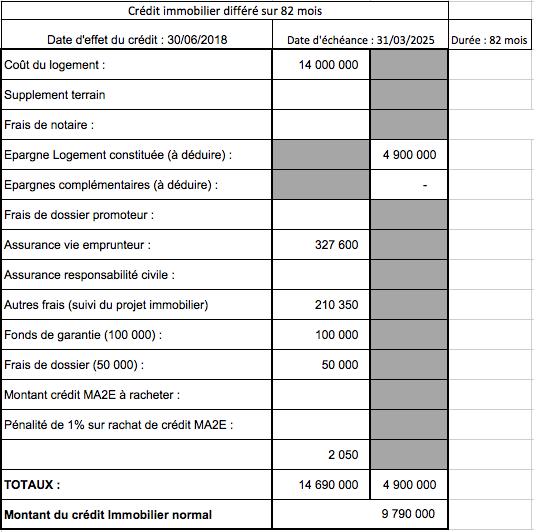 Crédit immobilier différé sur 82 mois
Date d'effet du crédit : 30/06/2018 Date d'échéance : 31/03/2025 Durée : 82 mois
Coût du logement : 14 000 000
Supplement terrain
Frais de notaire :
Epargne Logement constituée (à déduire) : 4 900 000
Epargnes complémentaires (à déduire) : -
Frais de dossier promoteur :
Assurance vie emprunteur : 327 600
Assurance responsabilité civile :
Autres frais (suivi du projet immobilier) 210 350
Fonds de garantie (100 000) : 100 000
Frais de dossier (50 000) : 50 000
Montant crédit MA2E à racheter :
Pénalité de 1% sur rachat de crédit MA2E :
2 050
TOTAUX : 14 690 000 4 900 000
Montant du crédit Immobilier normal 9 790 000